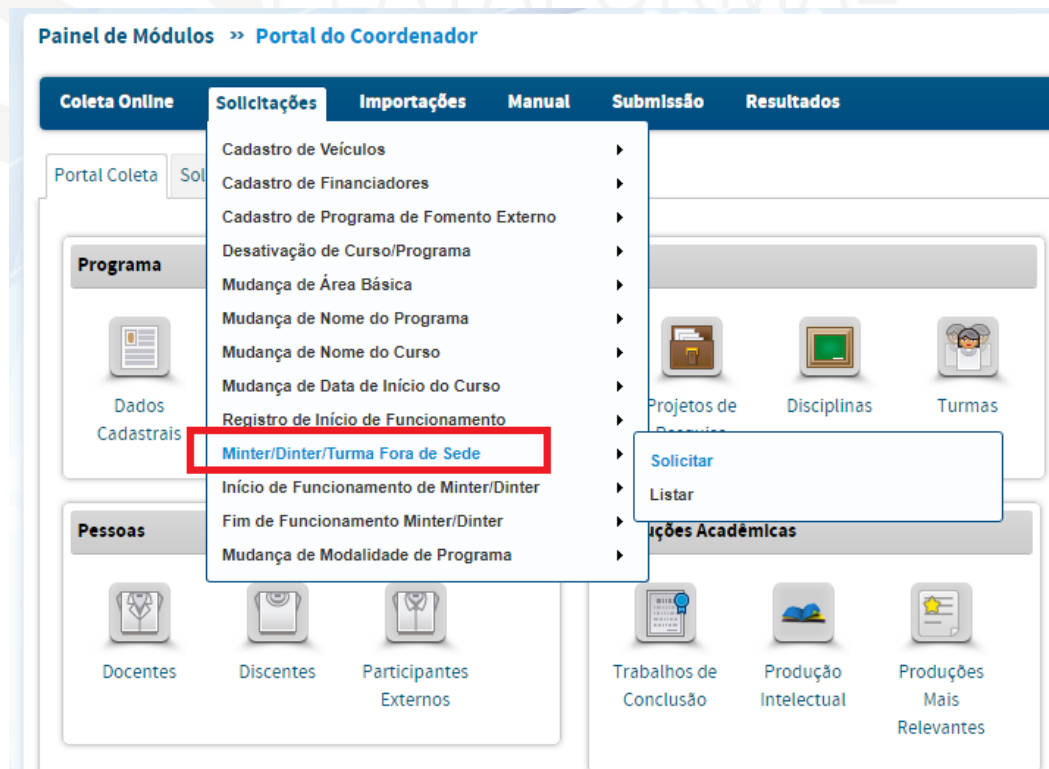 Painel de Módulos » Portal do Coordenador
Coleta Online Solicitações Importações Manual Submissão Resultados
Portal Coleta
Cadastro de Veículos
Cadastro de Financiadores
Cadastro de Programa de Fomento Externo
Desativação de Curso/Programa
Mudança de Área Básica
Mudança de Nome do Programa
Mudança de Nome do Curso
Mudança de Data de Início do Curso
Registro de Início de Funcionamento
Minter/Dinter/Turma Fora de Sede
Início de Funcionamento de Minter/Dinter
Fim de Funcionamento Minter/Dinter
Mudança de Modalidade de Programa
Solicitar
Listar
Programa
Dados
Cadastrais
Projetos de
Disciplinas
Turmas
Pessoas
Docentes
Discentes
Participantes
Externos
Acadêmicas
Trabalhos de
Conclusão
Produção
Intelectual
Produções
Mais
Relevantes